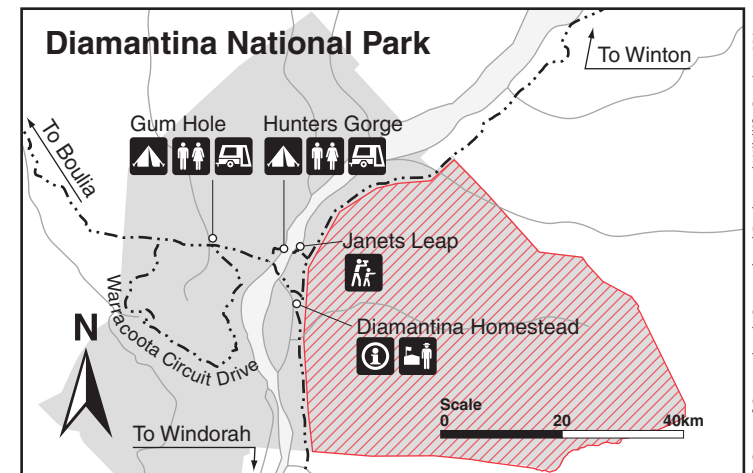 Diamantina National Park
To Winton
Gum Hole
Hunters Gorge
To Boulia
Janets Leap
Warracoota Circuit Drive
Diamantina Homestead
N
Scale
0 20 40km
To Windorah